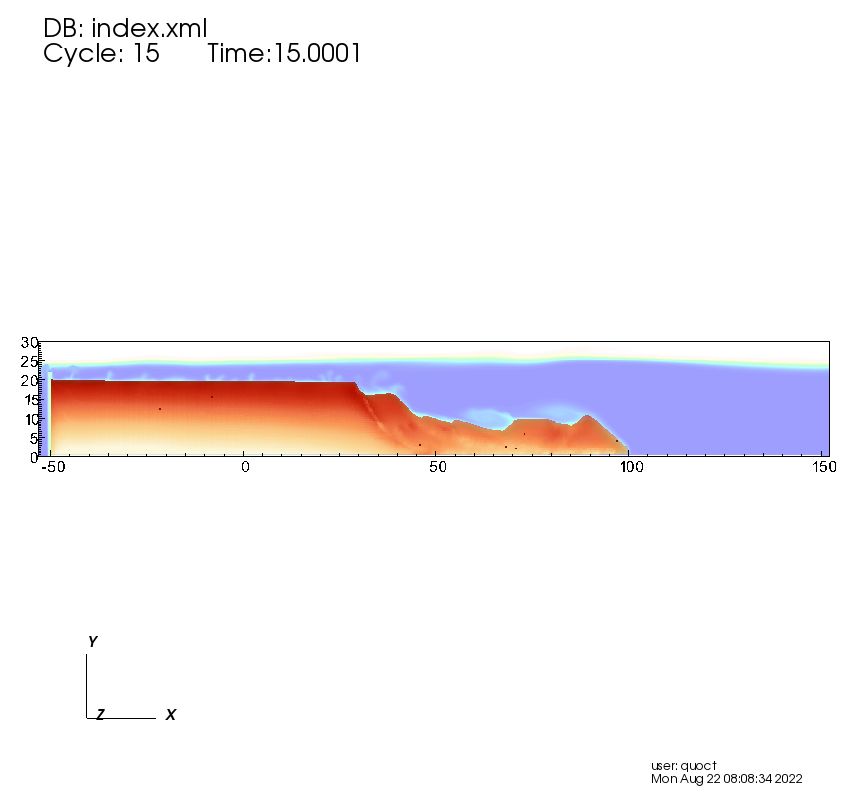 DB: index.xml
Cycle: 15 Time:15.0001
30
25
20
15
10
5
0
-50 0 50 100 150
Y
Z X
user: quoct
Mon Aug 22 08:08:34 2022